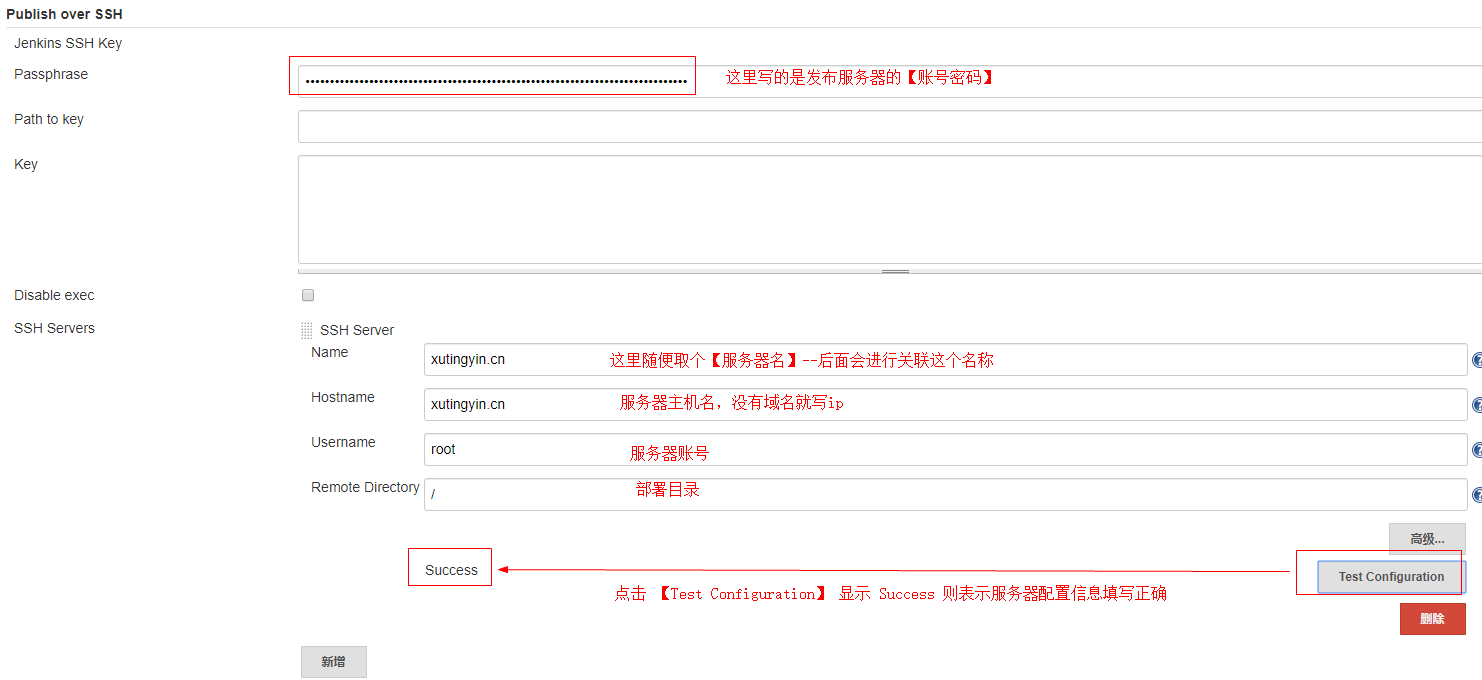 Publish over SSH
Jenkins SSH Key
Passphrase
••••••••••••••••••••••••••••••••••••••••••••••••••••••••••••••••••••••••••••••
这里写的是发布服务器的【账号密码】
Path to key
Key
Disable exec
SSH Servers
SSH Server
Name
xutingyin.cn
这里随便取个【服务器名】--后面会进行关联这个名称
Hostname
xutingyin.cn
服务器主机名，没有域名就写ip
Username
root
服务器账号
Remote Directory
/
部署目录
高级...
Success
Test Configuration
点击 【Test Configuration】 显示 Success 则表示服务器配置信息填写正确
删除
新增